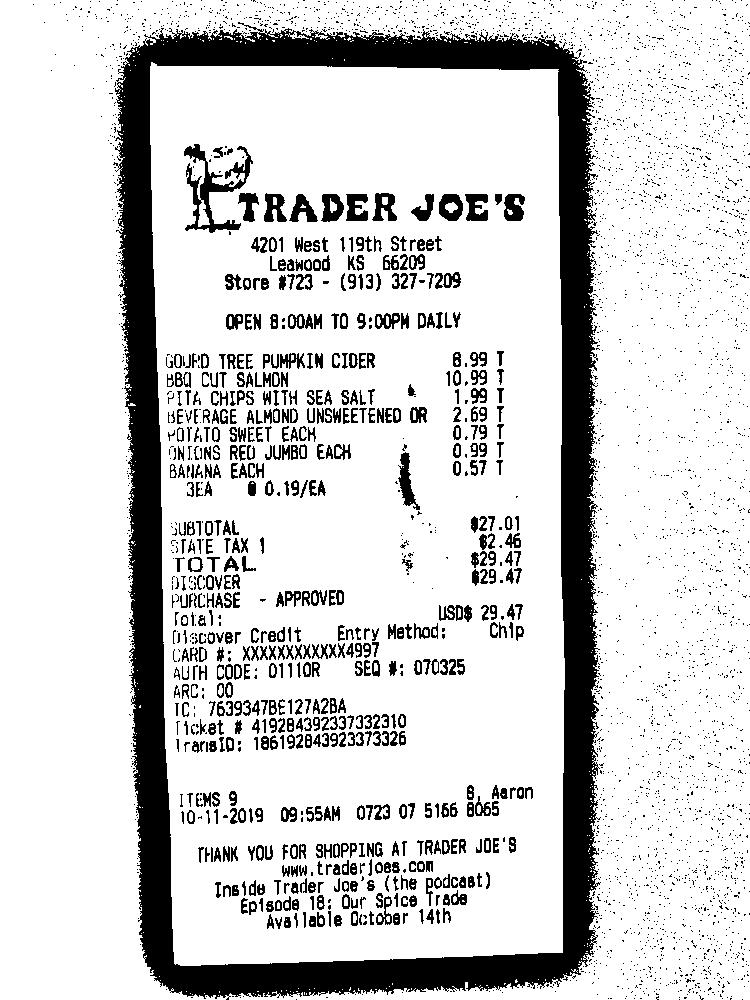 TRADER JOE'S
4201 West 119th Street
Leawood KS 66209
Store #723 - (913) 327-7209
OPEN 8:00AM TO 9:00PM DAILY
GOURD TREE PUMPKIN CIDER 8.99 T
BBQ CUT SALMON 10.99 T
PITA CHIPS WITH SEA SALT 1.99 T
BEVERAGE ALMOND UNSWEETENED OR 2.69 T
POTATO SWEET EACH 0.79 T
ONIONS RED JUMBO EACH 0.99 T
BANANA EACH 0.57 T
3EA @ 0.19/EA
SUBTOTAL $27.01
STATE TAX 1 $2.46
TOTAL $29.47
DISCOVER $29.47
PURCHASE - APPROVED
Total: USD$ 29.47
Discover Credit Entry Method: Chip
CARD #: XXXXXXXXXXXX4997
AUTH CODE: 01110R SEQ #: 070325
ARC: 00
TC: 7639347BE127A2BA
Ticket # 419284392337332310
TransID: 186192843923373326
ITEMS 9 B, Aaron
10-11-2019 09:55AM 0723 07 5166 8065
THANK YOU FOR SHOPPING AT TRADER JOE'S
www.traderjoes.com
Inside Trader Joe's (the podcast)
Episode 18: Our Spice Trade
Available October 14th